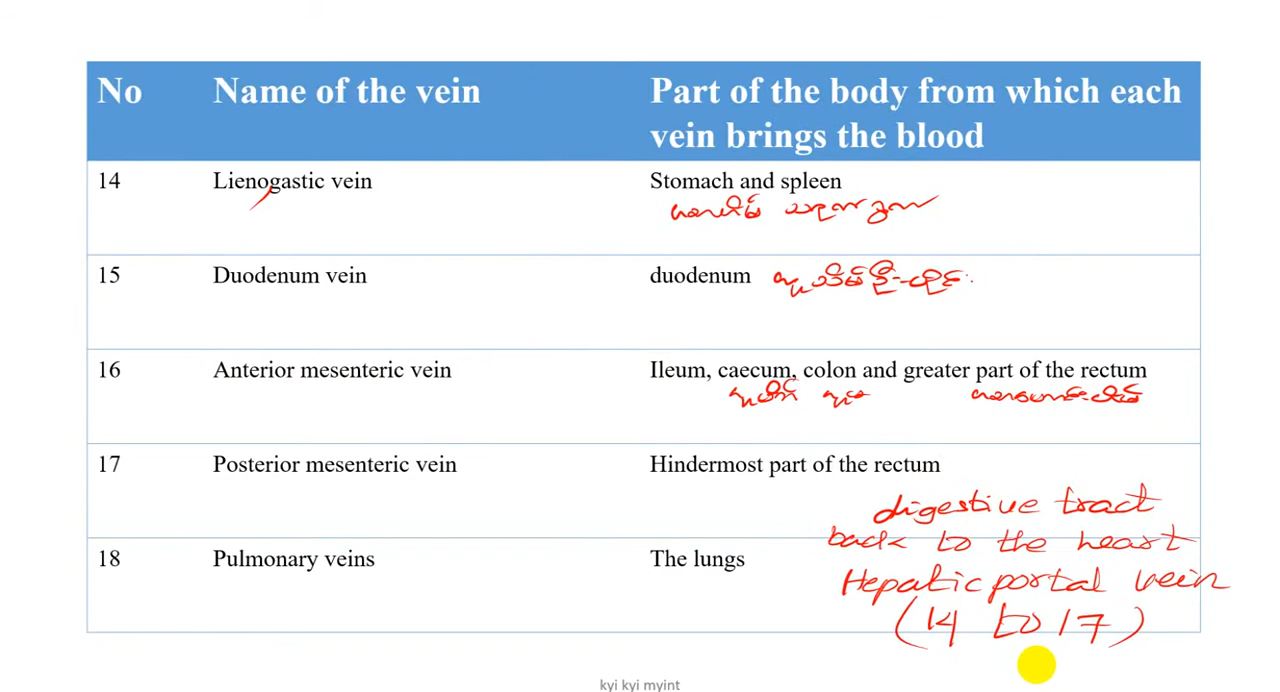 No Name of the vein Part of the body from which each
vein brings the blood
14 Lienogastic vein Stomach and spleen
15 Duodenum vein duodenum
16 Anterior mesenteric vein Ileum, caecum, colon and greater part of the rectum
17 Posterior mesenteric vein Hindermost part of the rectum
digestive tract
back to the heart
18 Pulmonary veins The lungs
Hepatic portal vein
(14 to 17)
kyi kyi myint